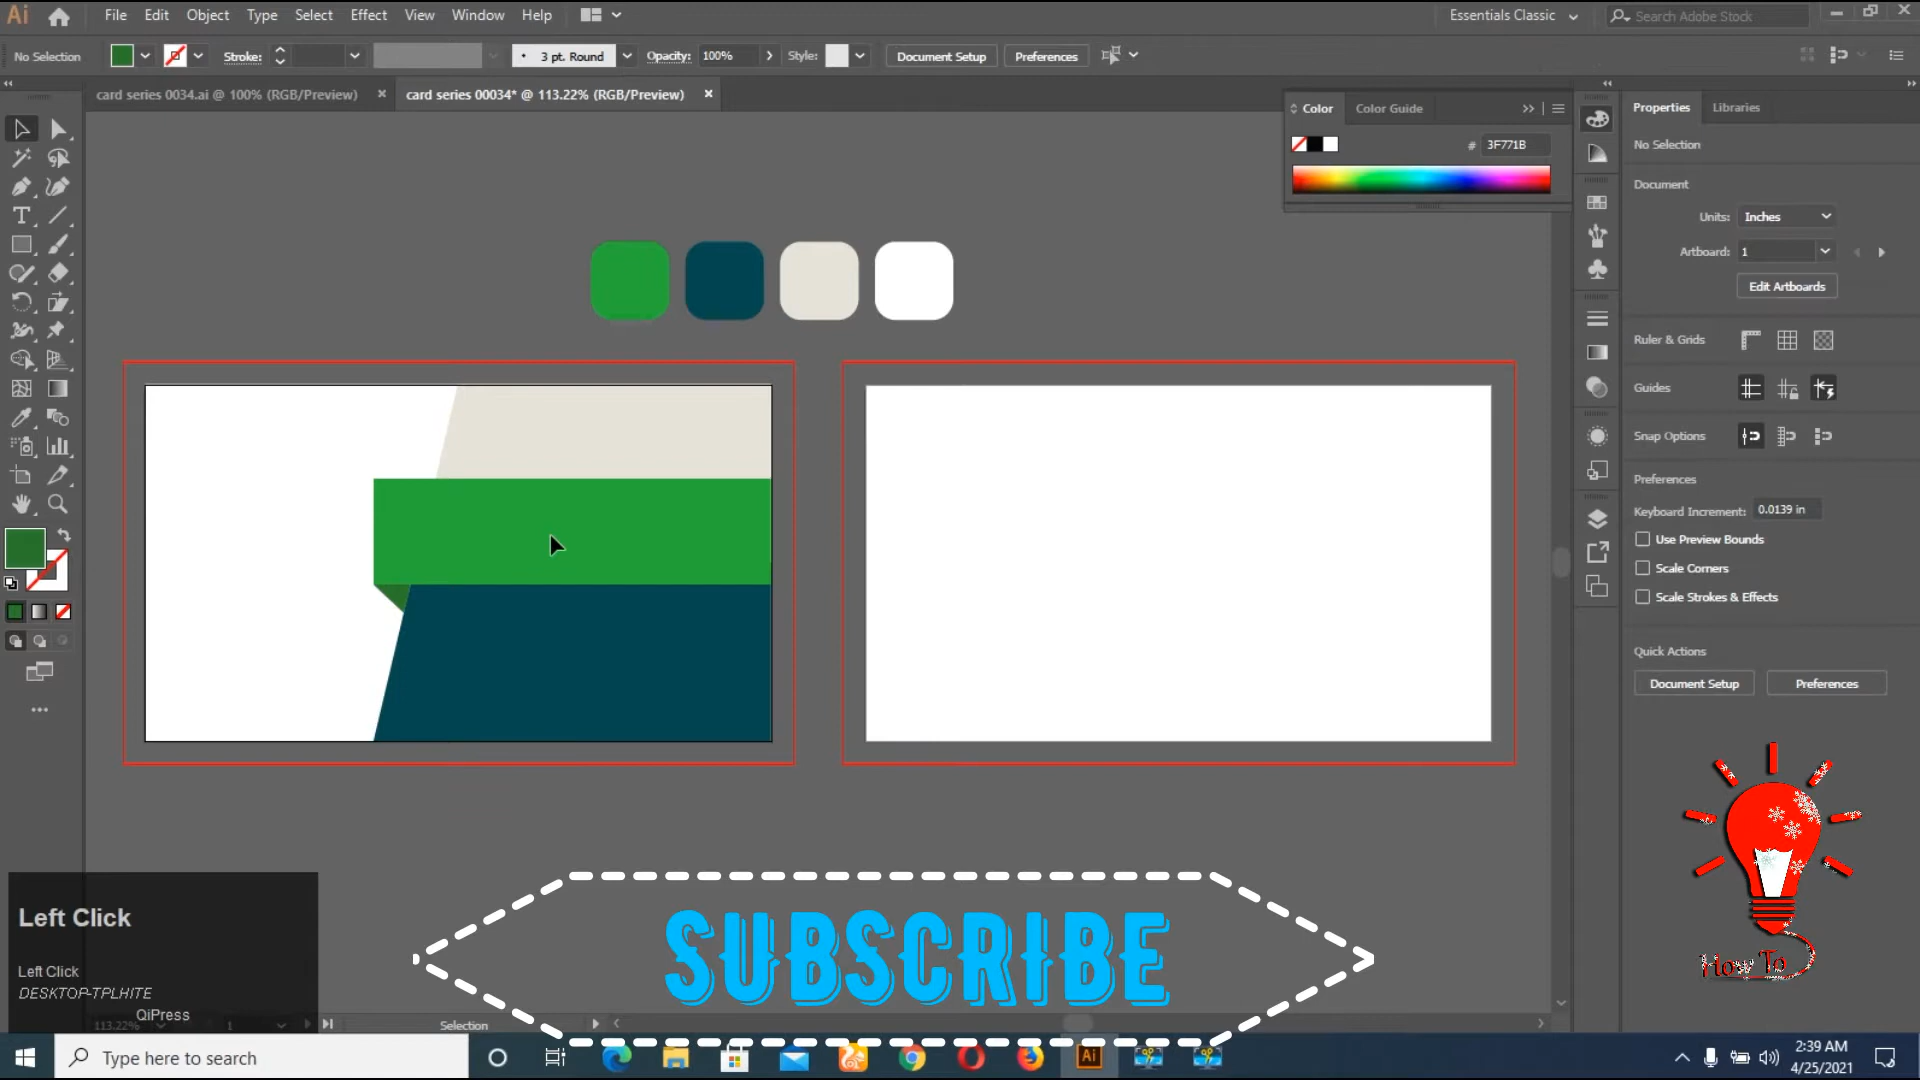 Ai File Edit Object Type Select Effect View Window Help Essentials Classic Search Adobe Stock
No Selection Stroke: 3 pt. Round Opacity: 100% Style: Document Setup Preferences
card series 0034.ai @ 100% (RGB/Preview) card series 00034* @ 113.22% (RGB/Preview)
Color Color Guide
# 3F771B
Properties Libraries
No Selection
Document
Units: Inches
Artboard: 1
Edit Artboards
Ruler & Grids
Guides
Snap Options
Preferences
Keyboard Increment: 0.0139 in
Use Preview Bounds
Scale Corners
Scale Strokes & Effects
Quick Actions
Document Setup Preferences
How To
SUBSCRIBE
Left Click
Left Click
DESKTOP-TPLHITE
QiPress
113.22% 1 Selection
Type here to search
Ai
2:39 AM
4/25/2021